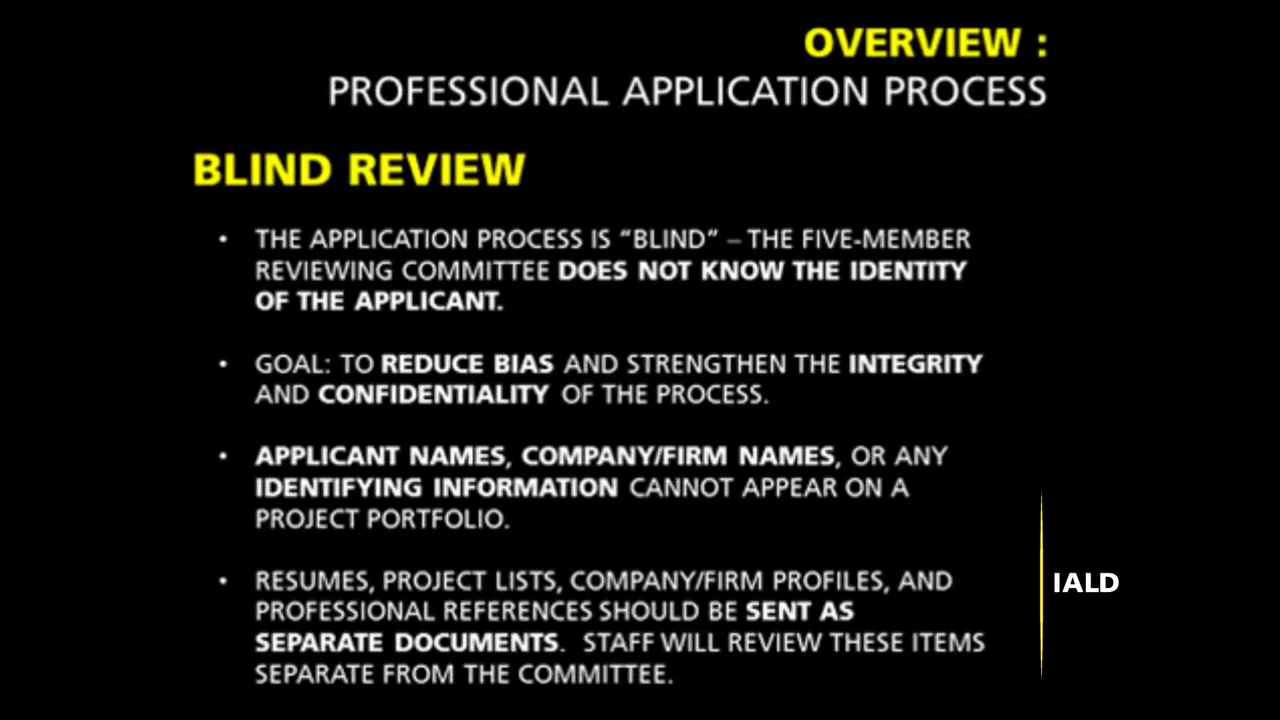 OVERVIEW :
PROFESSIONAL APPLICATION PROCESS
BLIND REVIEW
• THE APPLICATION PROCESS IS “BLIND” – THE FIVE-MEMBER
REVIEWING COMMITTEE DOES NOT KNOW THE IDENTITY
OF THE APPLICANT.
• GOAL: TO REDUCE BIAS AND STRENGTHEN THE INTEGRITY
AND CONFIDENTIALITY OF THE PROCESS.
• APPLICANT NAMES, COMPANY/FIRM NAMES, OR ANY
IDENTIFYING INFORMATION CANNOT APPEAR ON A
PROJECT PORTFOLIO.
• RESUMES, PROJECT LISTS, COMPANY/FIRM PROFILES, AND
PROFESSIONAL REFERENCES SHOULD BE SENT AS
SEPARATE DOCUMENTS. STAFF WILL REVIEW THESE ITEMS
SEPARATE FROM THE COMMITTEE.
IALD